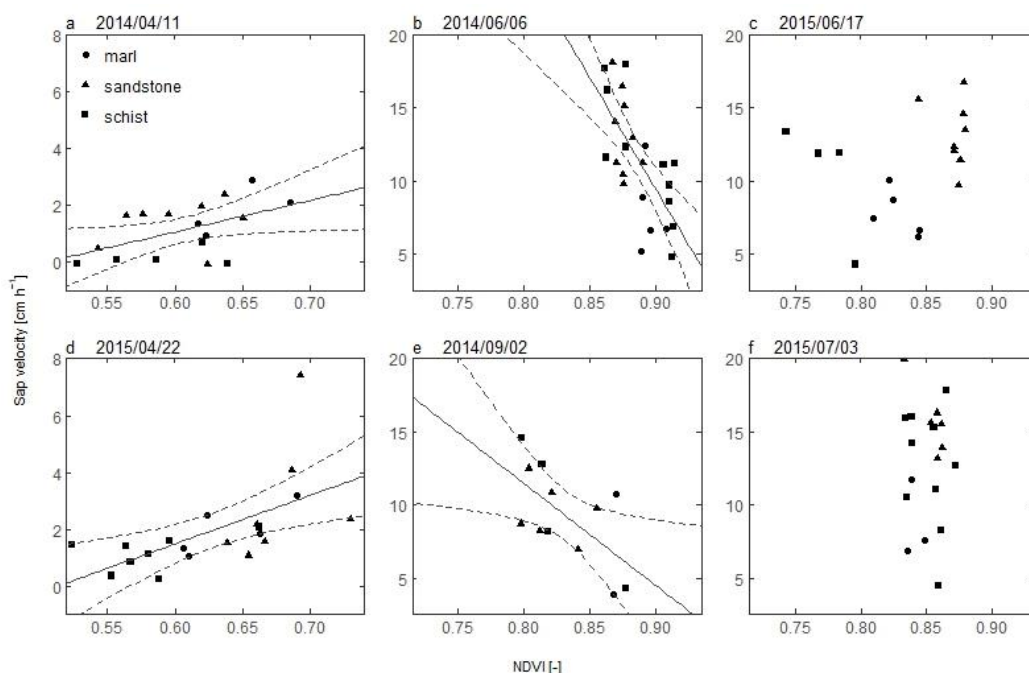 a 2014/04/11
b 2014/06/06
c 2015/06/17
marl
sandstone
schist
8
6
4
2
0
0.55 0.60 0.65 0.70
20
15
10
5
0.75 0.80 0.85 0.90
20
15
10
5
0.75 0.80 0.85 0.90
Sap velocity [cm h⁻¹]
d 2015/04/22
e 2014/09/02
f 2015/07/03
8
6
4
2
0
0.55 0.60 0.65 0.70
20
15
10
5
0.75 0.80 0.85 0.90
20
15
10
5
0.75 0.80 0.85 0.90
NDVI [-]